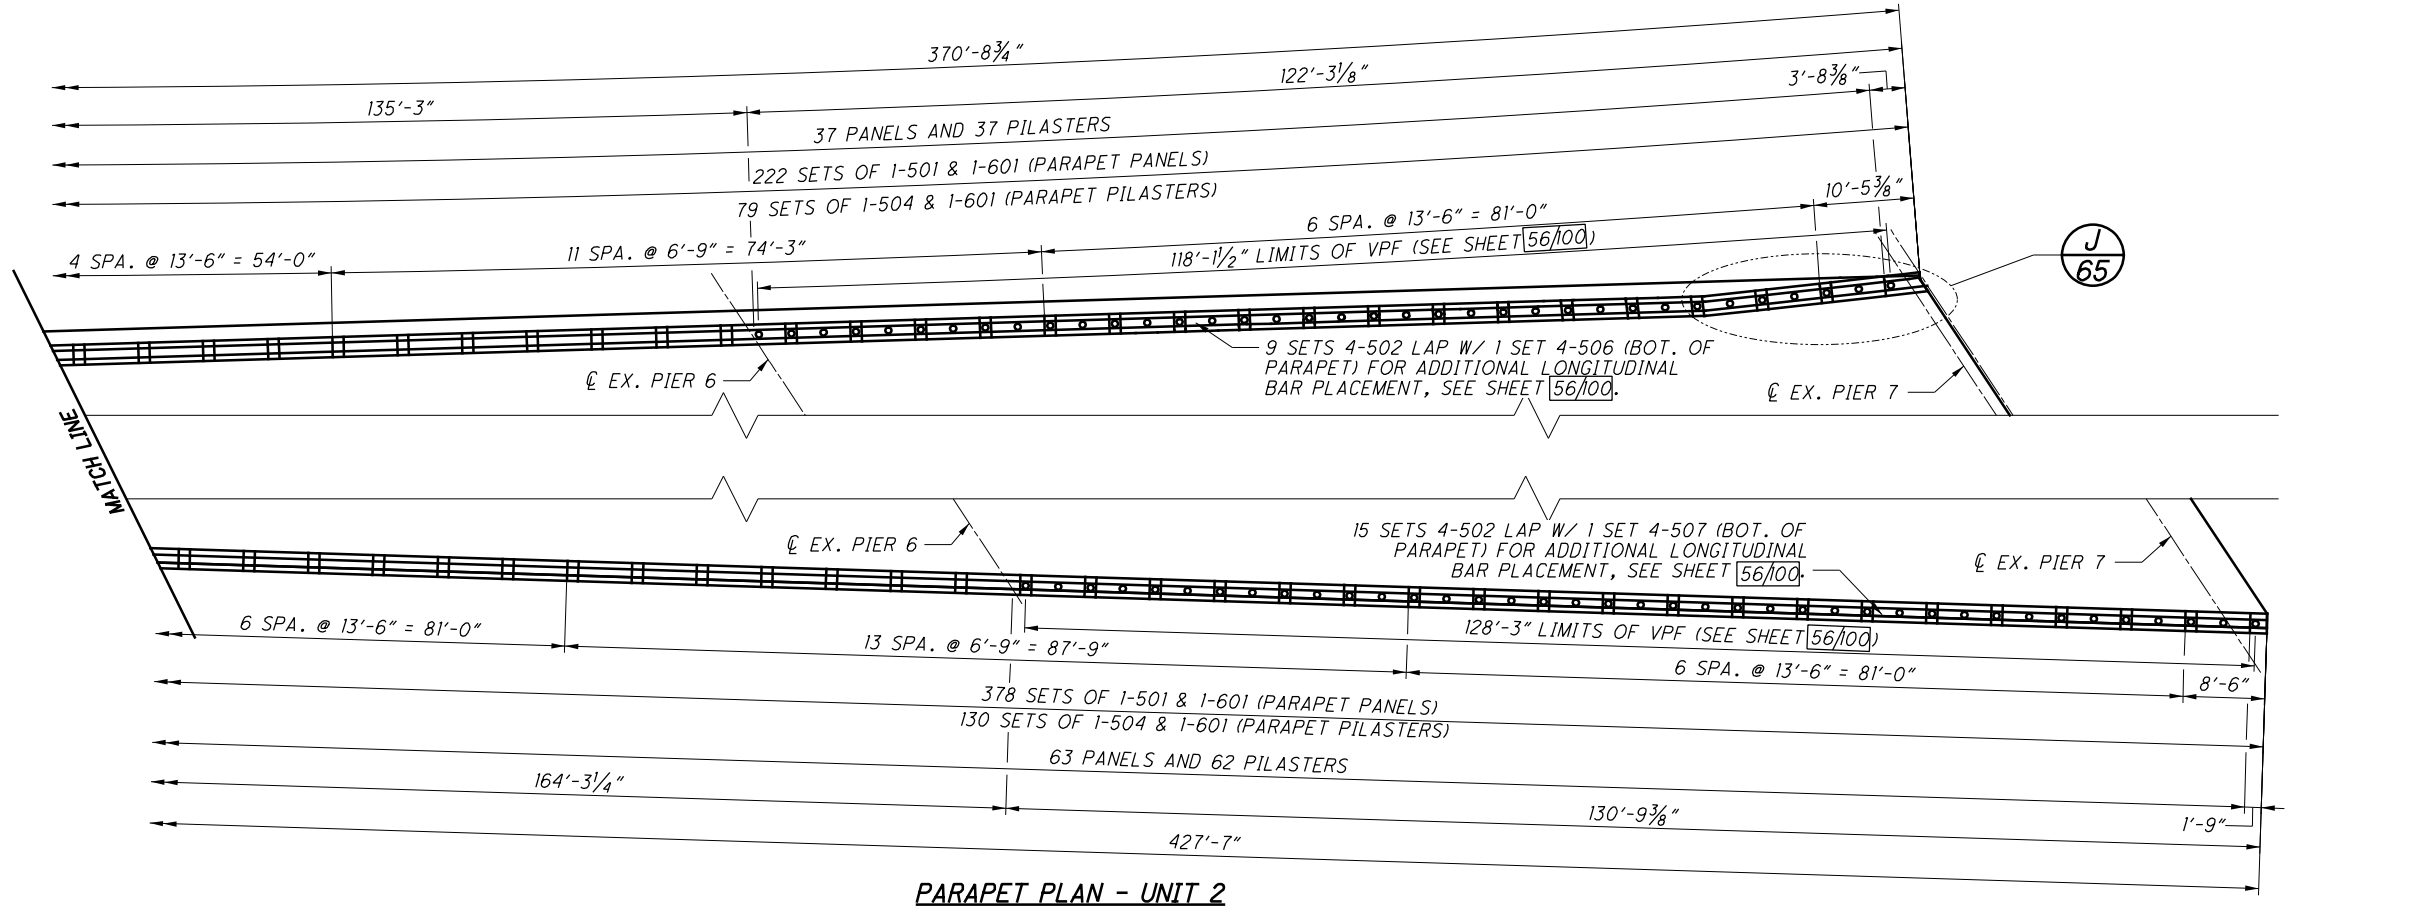 370'-8¾"
135'-3"
122'-3⅛"
3'-8⅜"
37 PANELS AND 37 PILASTERS
222 SETS OF 1-501 & 1-601 (PARAPET PANELS)
79 SETS OF 1-504 & 1-601 (PARAPET PILASTERS)
10'-5⅜"
4 SPA. @ 13'-6" = 54'-0"
11 SPA. @ 6'-9" = 74'-3"
6 SPA. @ 13'-6" = 81'-0"
118'-1½" LIMITS OF VPF (SEE SHEET 56/100)
J
65
9 SETS 4-502 LAP W/ 1 SET 4-506 (BOT. OF
PARAPET) FOR ADDITIONAL LONGITUDINAL
BAR PLACEMENT, SEE SHEET 56/100.
℄ EX. PIER 6
℄ EX. PIER 7
MATCH LINE
℄ EX. PIER 6
15 SETS 4-502 LAP W/ 1 SET 4-507 (BOT. OF
PARAPET) FOR ADDITIONAL LONGITUDINAL
BAR PLACEMENT, SEE SHEET 56/100.
℄ EX. PIER 7
6 SPA. @ 13'-6" = 81'-0"
13 SPA. @ 6'-9" = 87'-9"
128'-3" LIMITS OF VPF (SEE SHEET 56/100)
6 SPA. @ 13'-6" = 81'-0"
8'-6"
378 SETS OF 1-501 & 1-601 (PARAPET PANELS)
130 SETS OF 1-504 & 1-601 (PARAPET PILASTERS)
63 PANELS AND 62 PILASTERS
164'-3¼"
130'-9⅜"
1'-9"
427'-7"
PARAPET PLAN - UNIT 2